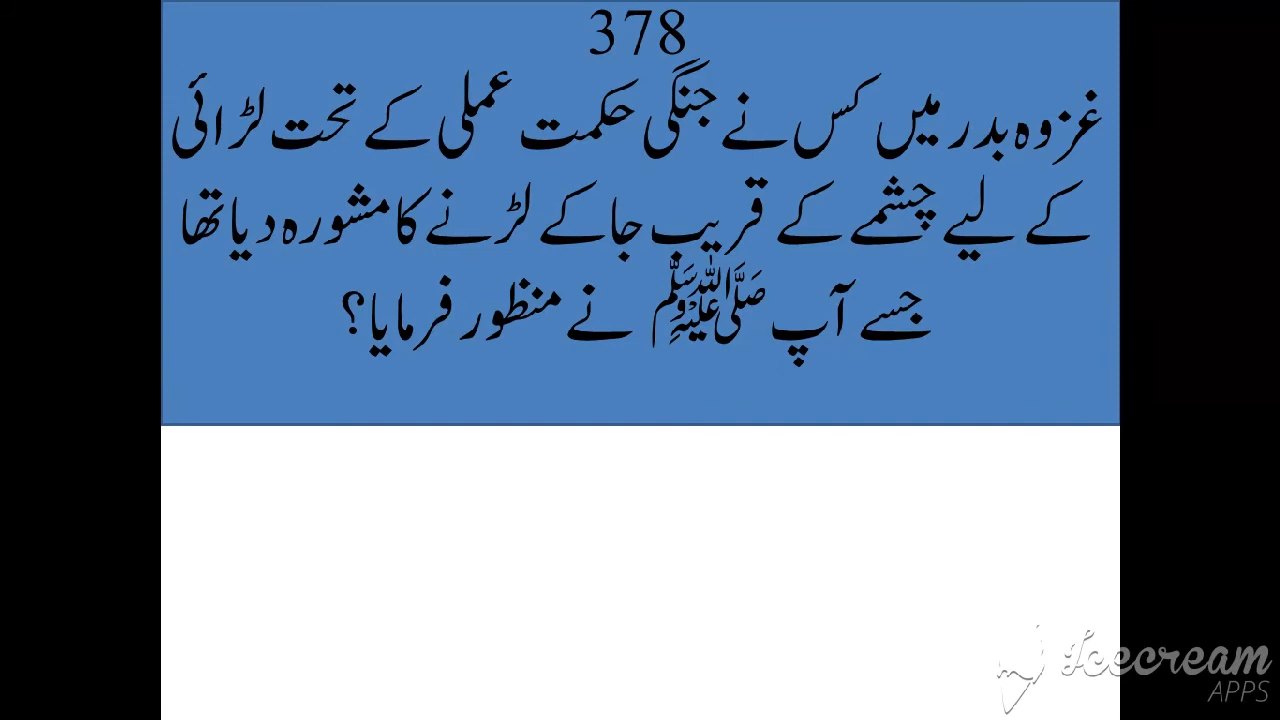 378
غزوہ بدر میں کس نے جنگی حکمت عملی کے تحت لڑائی
کے لیے چشمے کے قریب جا کے لڑنے کا مشورہ دیا تھا
جسے آپ ﷺ نے منظور فرمایا؟
Icecream
APPS